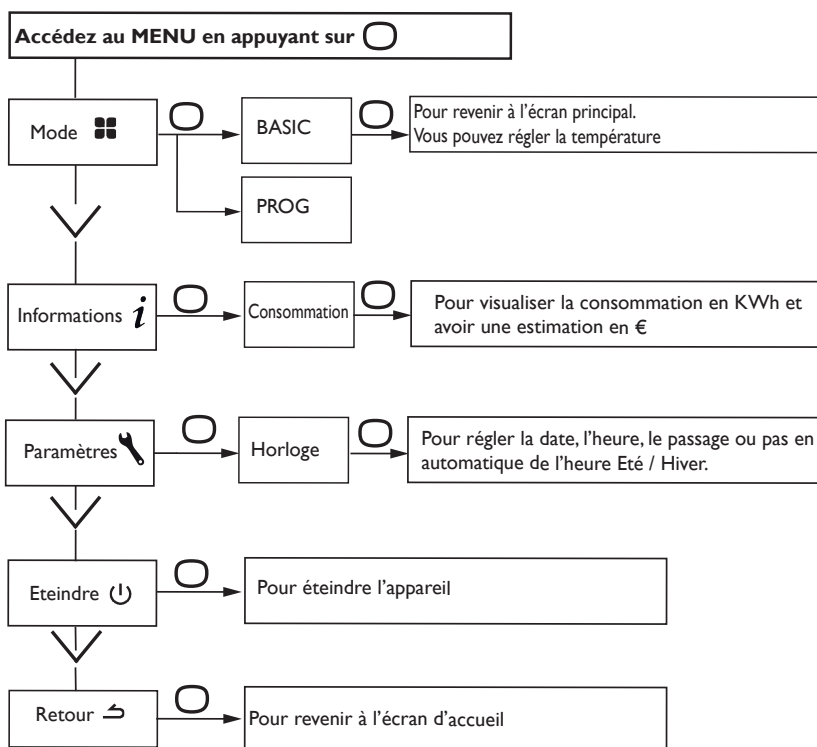 Accédez au MENU en appuyant sur
Mode
BASIC
Pour revenir à l'écran principal.
Vous pouvez régler la température
PROG
Informations i
Consommation
Pour visualiser la consommation en KWh et
avoir une estimation en €
Paramètres
Horloge
Pour régler la date, l'heure, le passage ou pas en
automatique de l'heure Eté / Hiver.
Eteindre
Pour éteindre l'appareil
Retour
Pour revenir à l'écran d'accueil